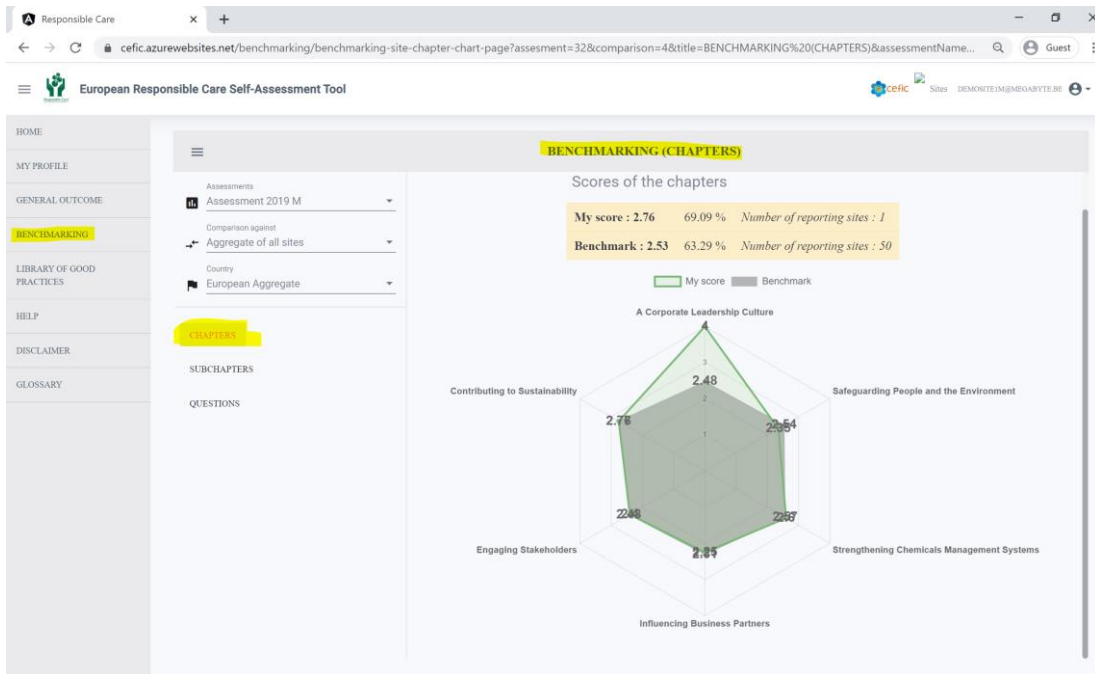 Responsible Care
cefic.azurewebsites.net/benchmarking/benchmarking-site-chapter-chart-page?assesment=32&comparison=4&title=BENCHMARKING%20(CHAPTERS)&assessmentName...
Guest
European Responsible Care Self-Assessment Tool
cefic
Sites
DEMOSITE1M@MEGABYTE.BE
HOME
MY PROFILE
GENERAL OUTCOME
BENCHMARKING
LIBRARY OF GOOD
PRACTICES
HELP
DISCLAIMER
GLOSSARY
BENCHMARKING (CHAPTERS)
Assessments
Assessment 2019 M
Comparison against
Aggregate of all sites
Country
European Aggregate
CHAPTERS
SUBCHAPTERS
QUESTIONS
Scores of the chapters
My score : 2.76 69.09 % Number of reporting sites : 1
Benchmark : 2.53 63.29 % Number of reporting sites : 50
My score Benchmark
A Corporate Leadership Culture
4
3
2.48
2
1
Contributing to Sustainability
Safeguarding People and the Environment
Engaging Stakeholders
Strengthening Chemicals Management Systems
Influencing Business Partners